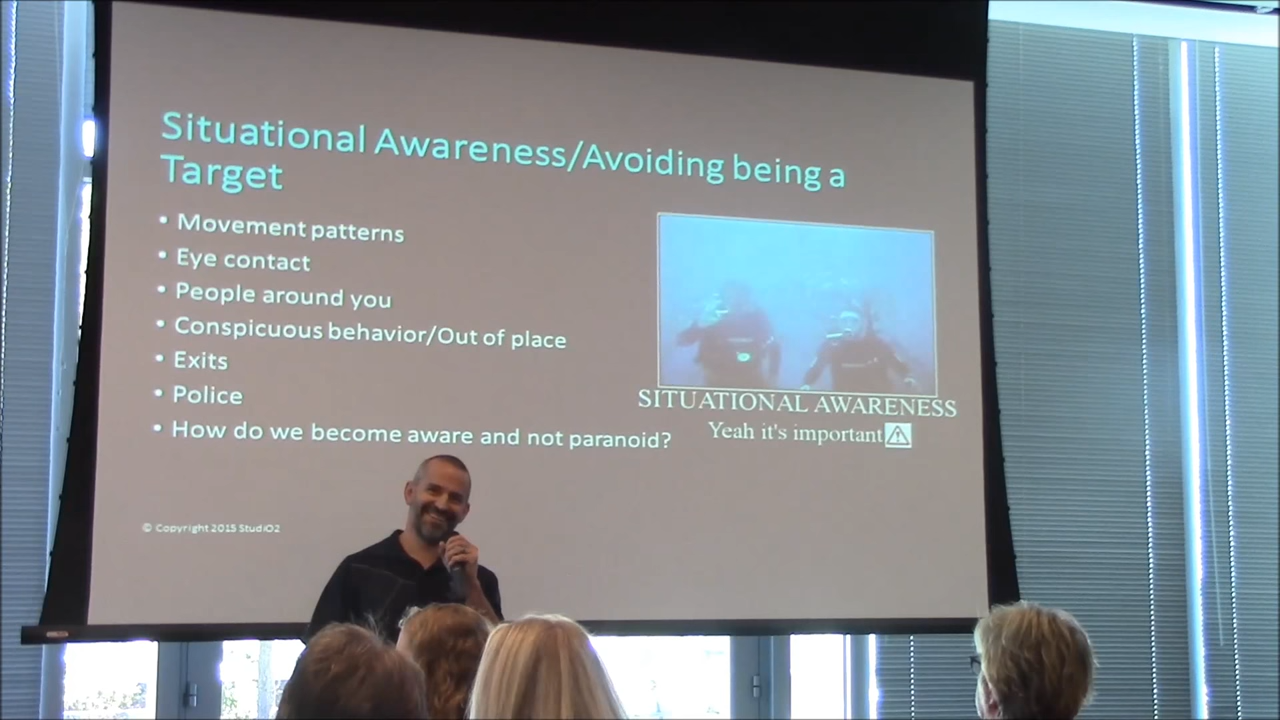 Situational Awareness/Avoiding being a
Target
• Movement patterns
• Eye contact
• People around you
• Conspicuous behavior/Out of place
• Exits
• Police
• How do we become aware and not paranoid?
SITUATIONAL AWARENESS
Yeah it's important
© Copyright 2015 StudiO2